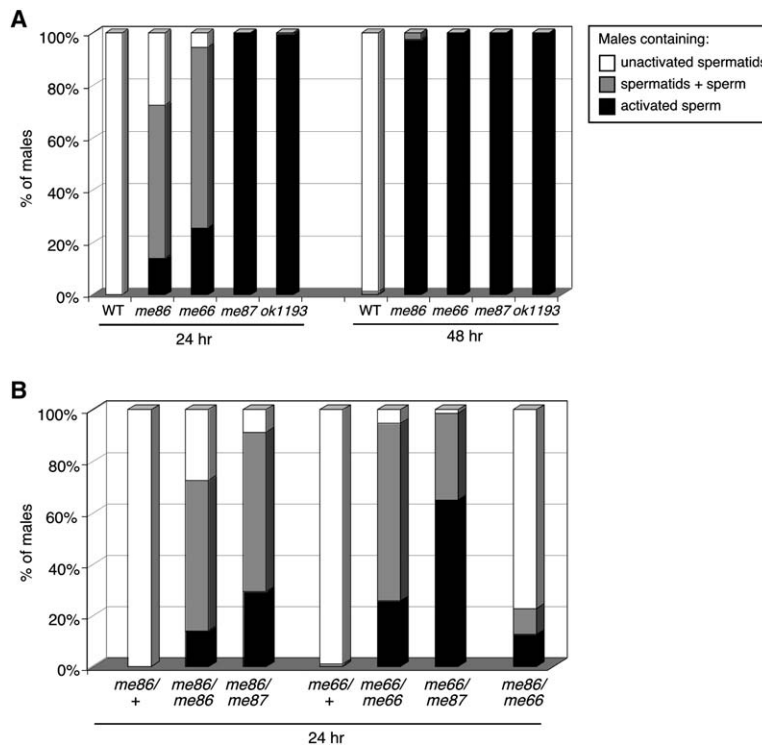 A
100%
80%
60%
40%
20%
0%
% of males
WT me86 me66 me87 ok1193 WT me86 me66 me87 ok1193
24 hr 48 hr
Males containing:
unactivated spermatids
spermatids + sperm
activated sperm
B
100%
80%
60%
40%
20%
0%
% of males
me86/ me86/ me86/ me66/ me66/ me66/ me86/
+ me86 me87 + me66 me87 me66
24 hr